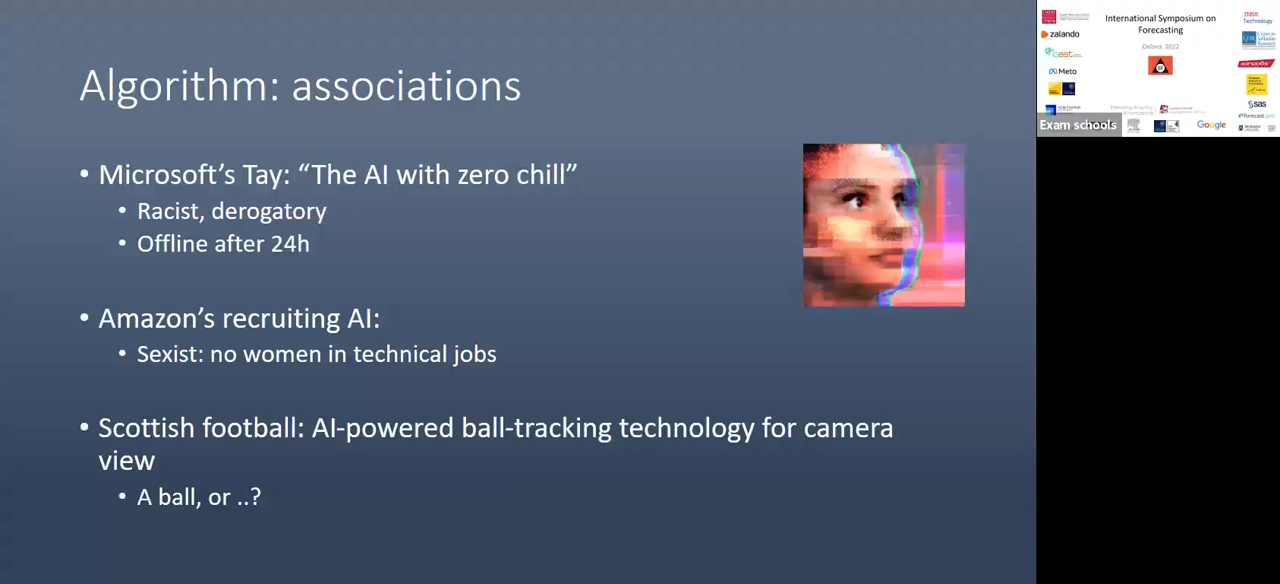 Algorithm: associations
• Microsoft's Tay: “The AI with zero chill”
• Racist, derogatory
• Offline after 24h
• Amazon's recruiting AI:
• Sexist: no women in technical jobs
• Scottish football: AI-powered ball-tracking technology for camera
view
• A ball, or ..?
International Symposium on
Forecasting
Oxford, 2022
zalando
Meta
Technology
sas
Google
Exam schools